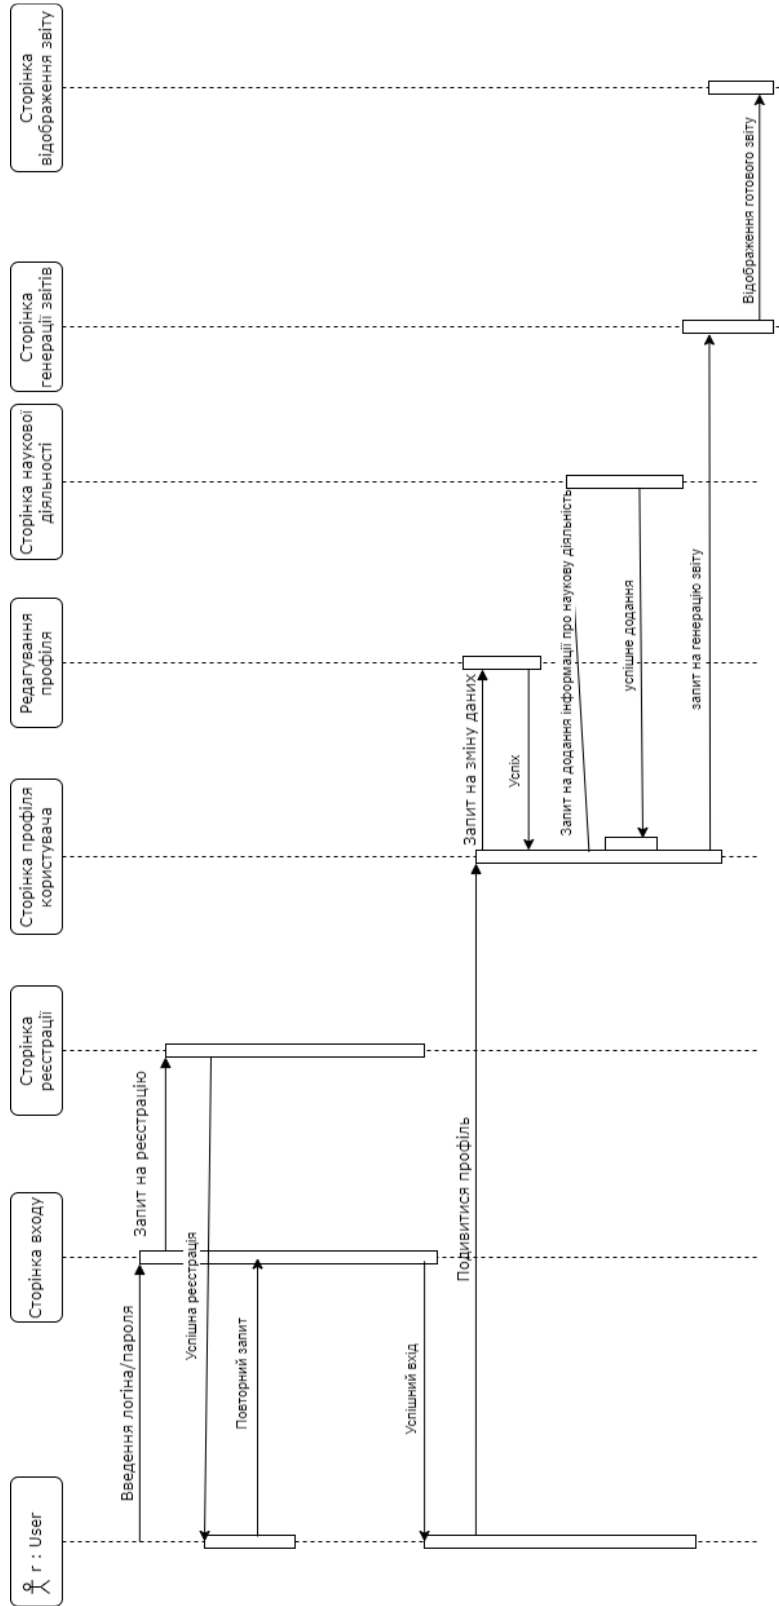 r : User
Сторінка входу
Сторінка
реєстрації
Сторінка профіля
користувача
Редагування
профіля
Сторінка наукової
діяльності
Сторінка
генерації звітів
Сторінка
відображення звіту
Введення логіна/пароля
Запит на реєстрацію
Успішна реєстрація
Повторний запит
Успішний вхід
Подивитися профіль
Запит на зміну даних
Успіх
Запит на додання інформації про наукову діяльність
успішне додання
запит на генерацію звіту
Відображення готового звіту